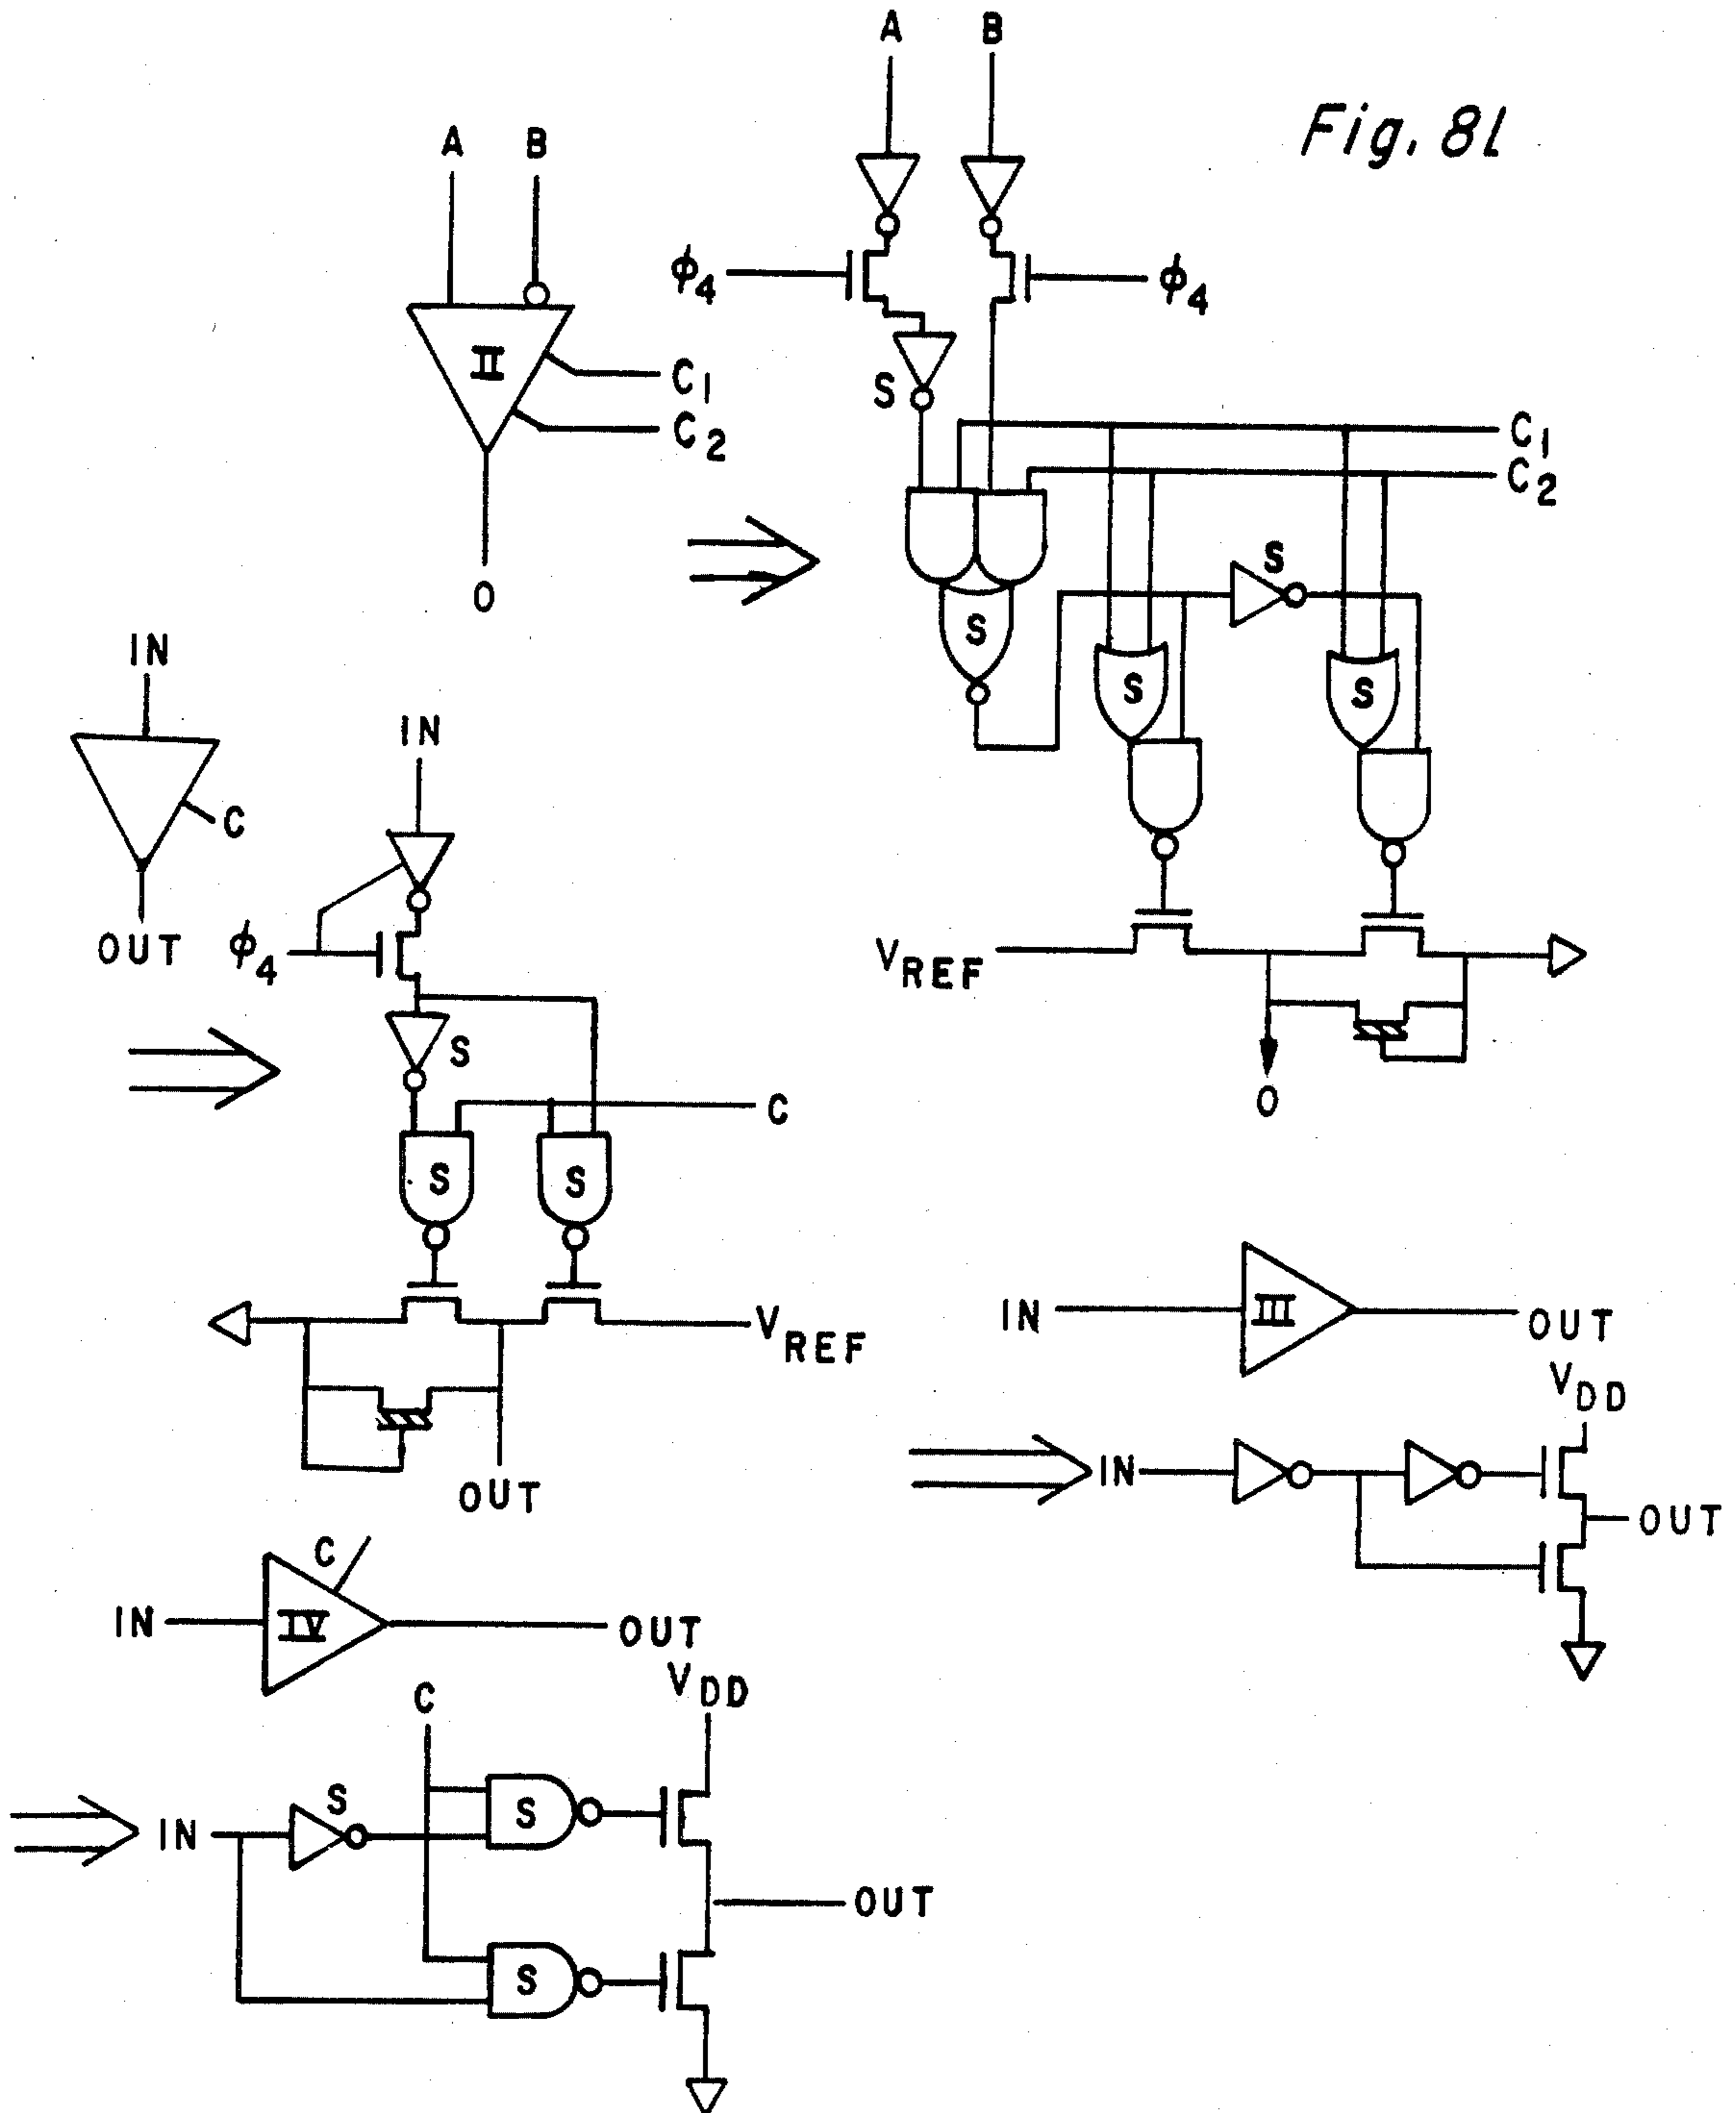 Fig. 8l
A B
A B
II
C1
C2
O
ϕ4
ϕ4
S
C1
C2
S
S
S
S
VREF
O
IN
C
OUT
IN
ϕ4
S
C
S S
VREF
OUT
IN III OUT
VDD
IN
OUT
C
IN IV OUT
VDD
C
S
IN
S
OUT
S